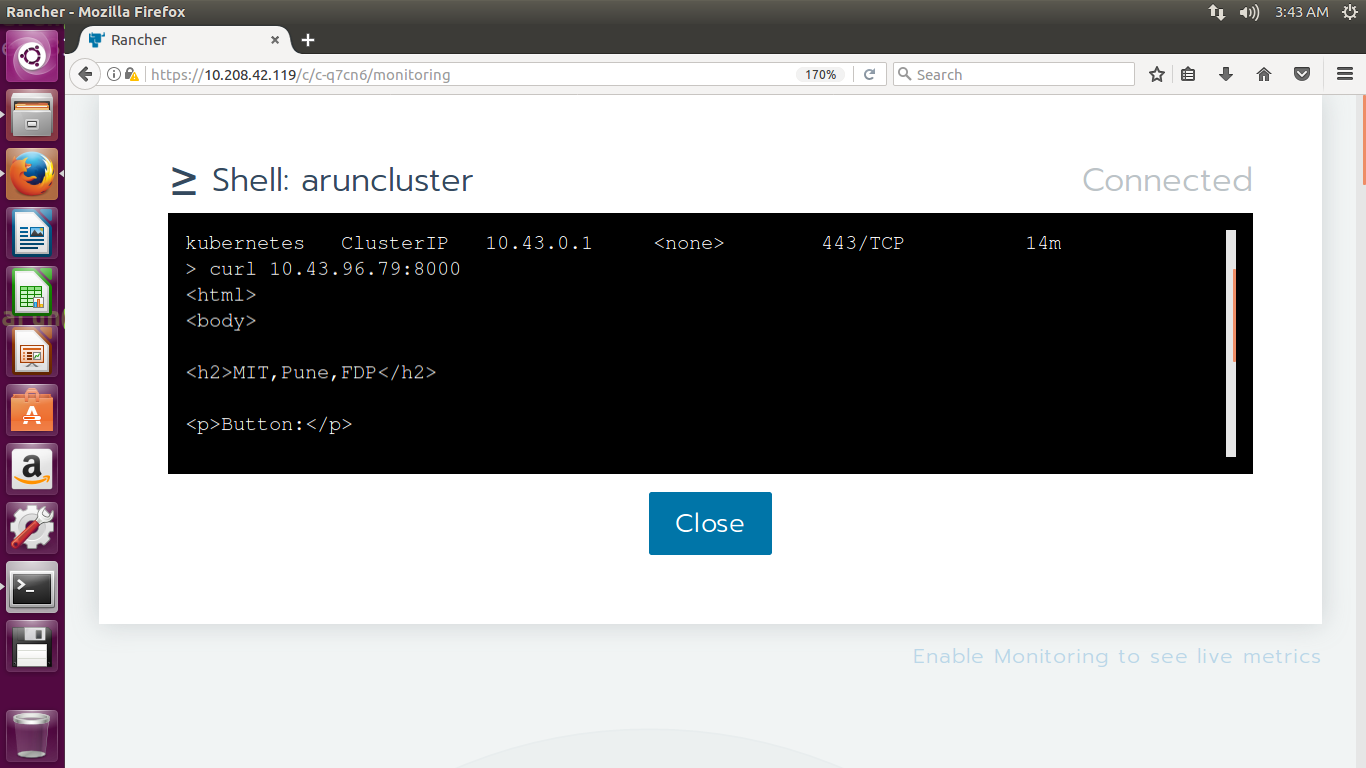 Rancher - Mozilla Firefox
3:43 AM
Rancher
https://10.208.42.119/c/c-q7cn6/monitoring
170%
Search
≥ Shell: aruncluster
Connected
kubernetes ClusterIP 10.43.0.1 <none> 443/TCP 14m
> curl 10.43.96.79:8000
<html>
<body>
<h2>MIT,Pune,FDP</h2>
<p>Button:</p>
Close
Enable Monitoring to see live metrics